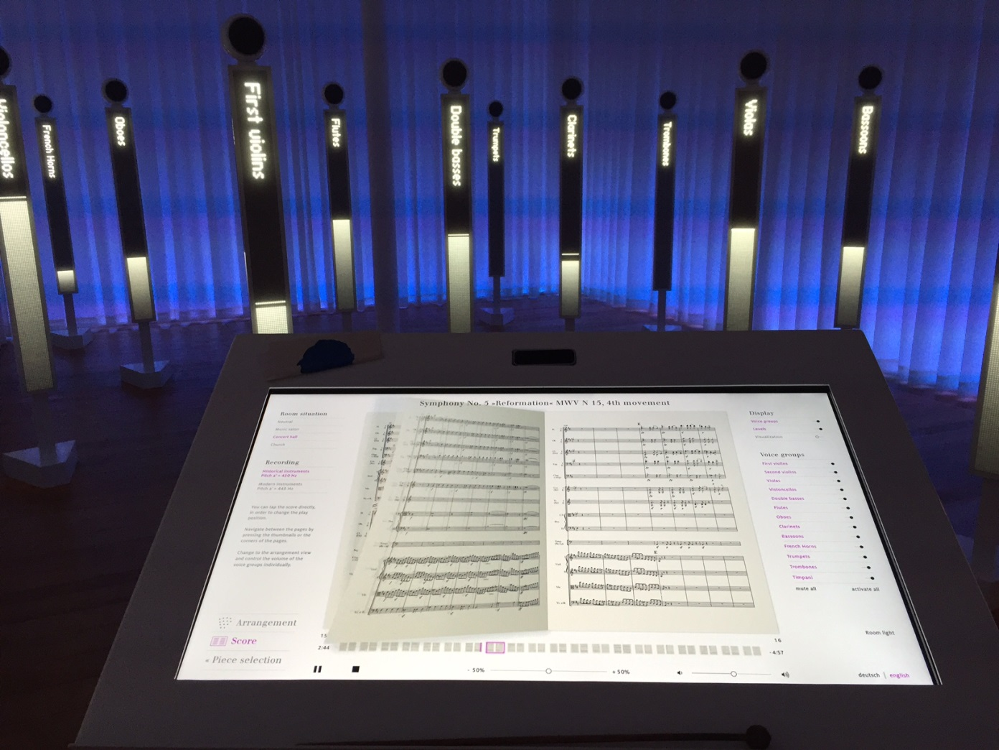 Violoncellos
French Horns
Oboes
First violins
Flutes
Double basses
Trumpets
Clarinets
Trombones
Violas
Bassoons
Symphony No. 5 »Reformation« MWV N 15, 4th movement
Room situation
Neutral
Music salon
Concert hall
Church
Recording
Historical instruments
Pitch a' = 430 Hz
Modern instruments
Pitch a' = 443 Hz
You can tap the score directly,
in order to change the play
position.
Navigate between the pages by
pressing the thumbnails or the
corners of the pages.
Change to the arrangement view
and control the volume of the
voice groups individually.
Arrangement
Score
« Piece selection
Display
Voice groups
Levels
Visualization
Voice groups
First violins
Second violins
Violas
Violoncellos
Double basses
Flutes
Oboes
Clarinets
Bassoons
French Horns
Trumpets
Trombones
Timpani
mute all activate all
Room light
15
16
2:44
-4:57
- 50% + 50%
deutsch | english